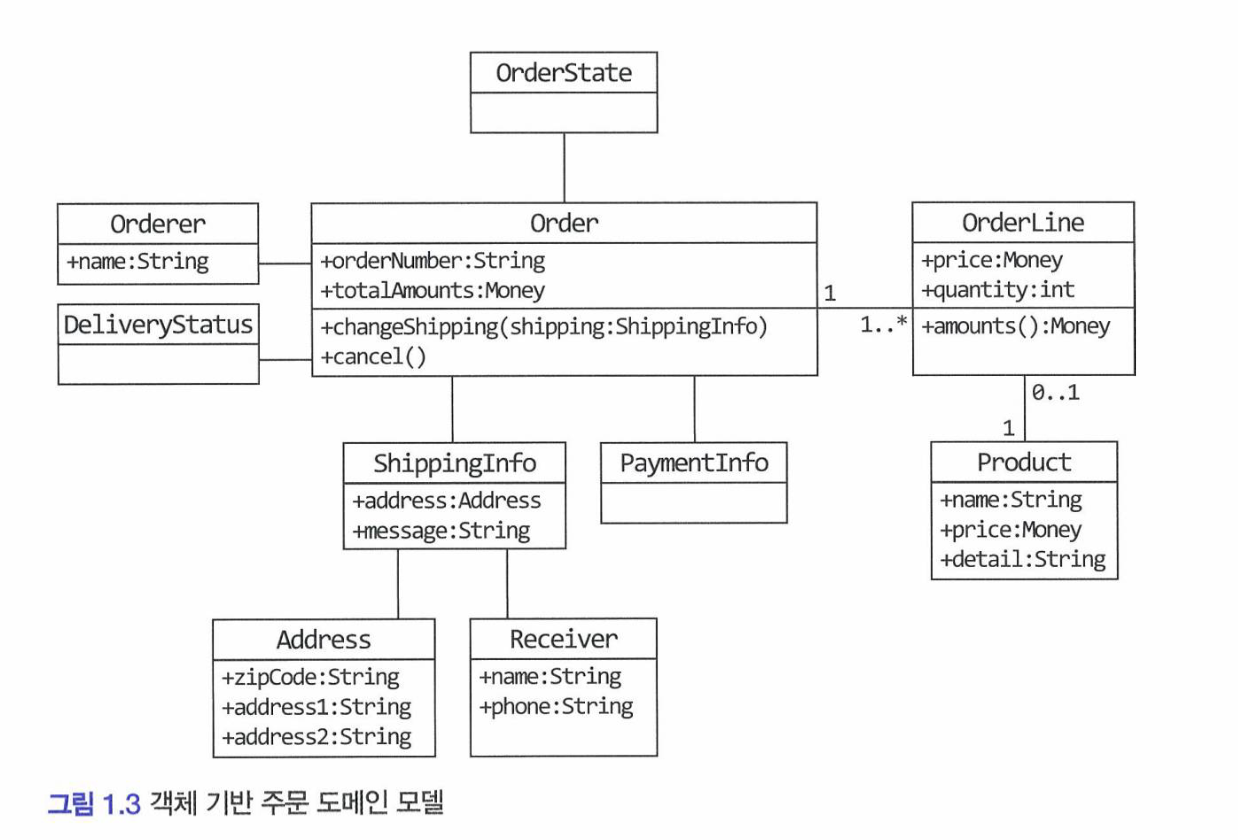 OrderState
Orderer
+name:String
Order
+orderNumber:String
+totalAmounts:Money
+changeShipping(shipping:ShippingInfo)
+cancel()
1
1..*
OrderLine
+price:Money
+quantity:int
+amounts():Money
DeliveryStatus
0..1
1
ShippingInfo
+address:Address
+message:String
PaymentInfo
Product
+name:String
+price:Money
+detail:String
Address
+zipCode:String
+address1:String
+address2:String
Receiver
+name:String
+phone:String
그림 1.3 객체 기반 주문 도메인 모델